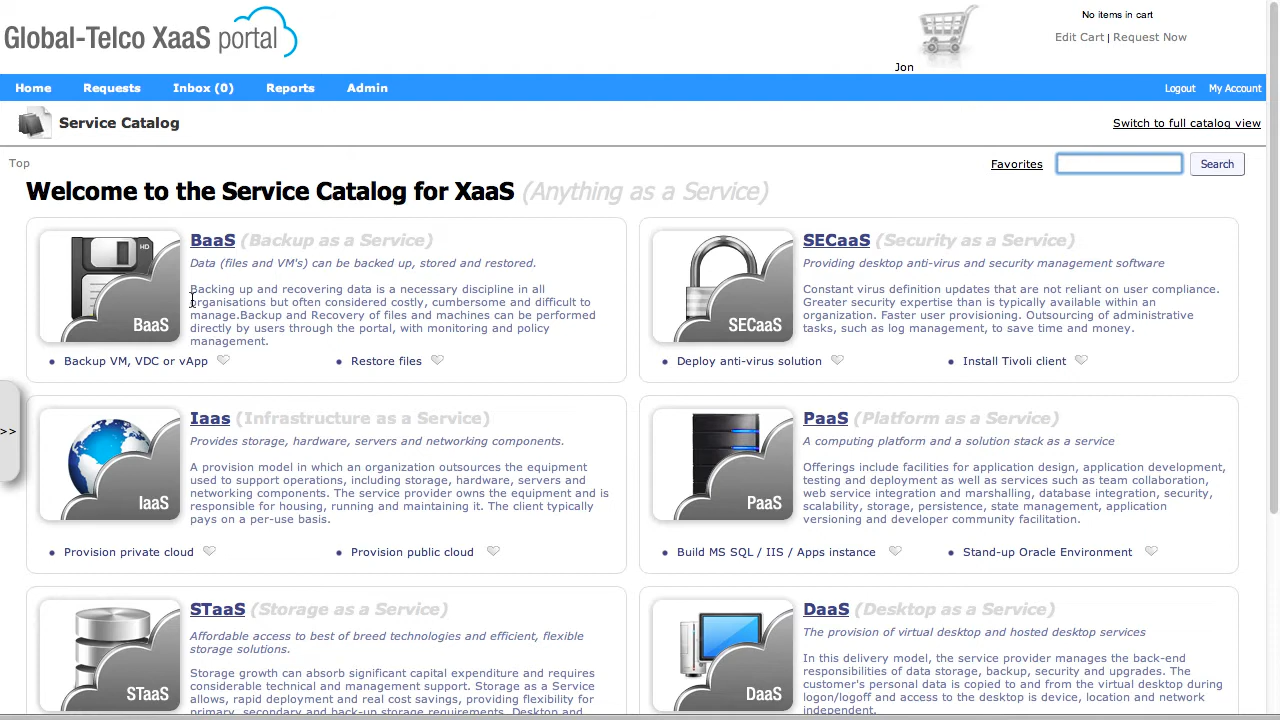 Global-Telco XaaS portal
No items in cart
Edit Cart | Request Now
Jon
Home Requests Inbox (0) Reports Admin Logout My Account
Service Catalog
Switch to full catalog view
Top
Favorites Search
Welcome to the Service Catalog for XaaS (Anything as a Service)
HD
BaaS
BaaS (Backup as a Service)
Data (files and VM's) can be backed up, stored and restored.
Backing up and recovering data is a necessary discipline in all
organisations but often considered costly, cumbersome and difficult to
manage.Backup and Recovery of files and machines can be performed
directly by users through the portal, with monitoring and policy
management.
• Backup VM, VDC or vApp
• Restore files
SECaaS
SECaaS (Security as a Service)
Providing desktop anti-virus and security management software
Constant virus definition updates that are not reliant on user compliance.
Greater security expertise than is typically available within an
organization. Faster user provisioning. Outsourcing of administrative
tasks, such as log management, to save time and money.
• Deploy anti-virus solution
• Install Tivoli client
>>
IaaS
Iaas (Infrastructure as a Service)
Provides storage, hardware, servers and networking components.
A provision model in which an organization outsources the equipment
used to support operations, including storage, hardware, servers and
networking components. The service provider owns the equipment and is
responsible for housing, running and maintaining it. The client typically
pays on a per-use basis.
• Provision private cloud
• Provision public cloud
PaaS
PaaS (Platform as a Service)
A computing platform and a solution stack as a service
Offerings include facilities for application design, application development,
testing and deployment as well as services such as team collaboration,
web service integration and marshalling, database integration, security,
scalability, storage, persistence, state management, application
versioning and developer community facilitation.
• Build MS SQL / IIS / Apps instance
• Stand-up Oracle Environment
STaaS
STaaS (Storage as a Service)
Affordable access to best of breed technologies and efficient, flexible
storage solutions.
Storage growth can absorb significant capital expenditure and requires
considerable technical and management support. Storage as a Service
allows, rapid deployment and real cost savings, providing flexibility for
primary, secondary and back-up storage requirements. Desktop and
DaaS
DaaS (Desktop as a Service)
The provision of virtual desktop and hosted desktop services
In this delivery model, the service provider manages the back-end
responsibilities of data storage, backup, security and upgrades. The
customer's personal data is copied to and from the virtual desktop during
logon/logoff and access to the desktop is device, location and network
independent.